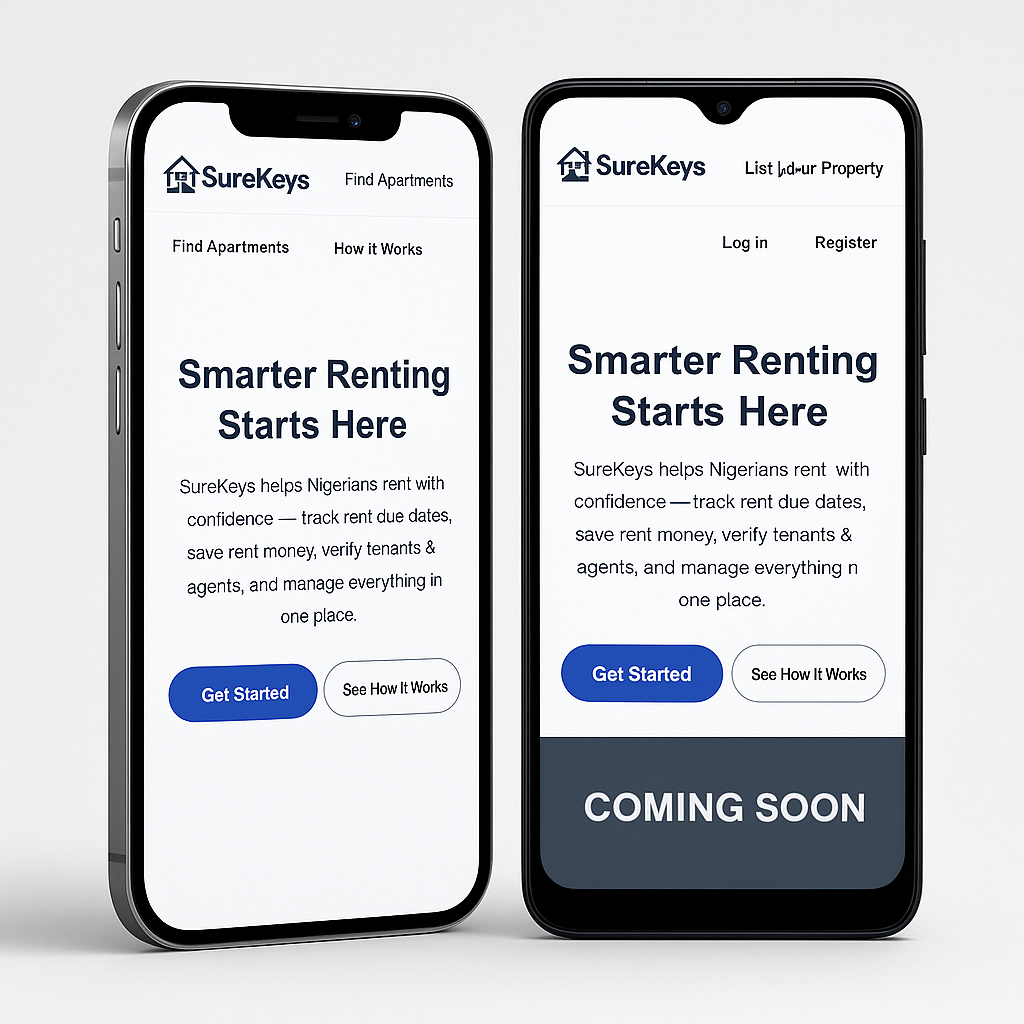 SureKeys
Find Apartments
Find Apartments
How it Works
Smarter Renting
Starts Here
SureKeys helps Nigerians rent with
confidence — track rent due dates,
save rent money, verify tenants &
agents, and manage everything in
one place.
Get Started
See How It Works
SureKeys
List Property
Log in
Register
Smarter Renting
Starts Here
SureKeys helps Nigerians rent with
confidence — track rent due dates,
save rent money, verify tenants &
agents, and manage everything n
one place.
Get Started
See How It Works
COMING SOON